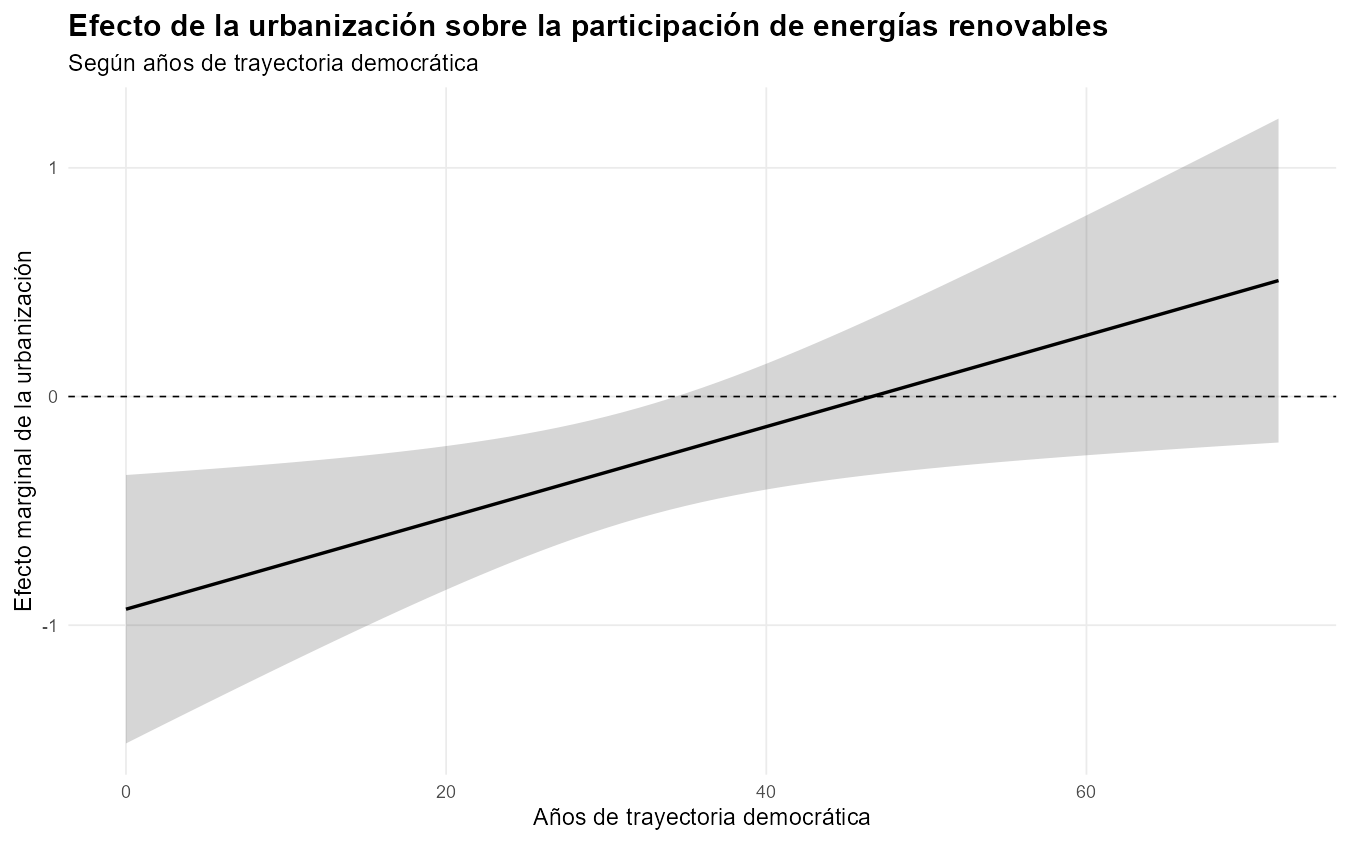 Efecto de la urbanización sobre la participación de energías renovables
Según años de trayectoria democrática
Efecto marginal de la urbanización
1
0
-1
0
20
40
60
Años de trayectoria democrática